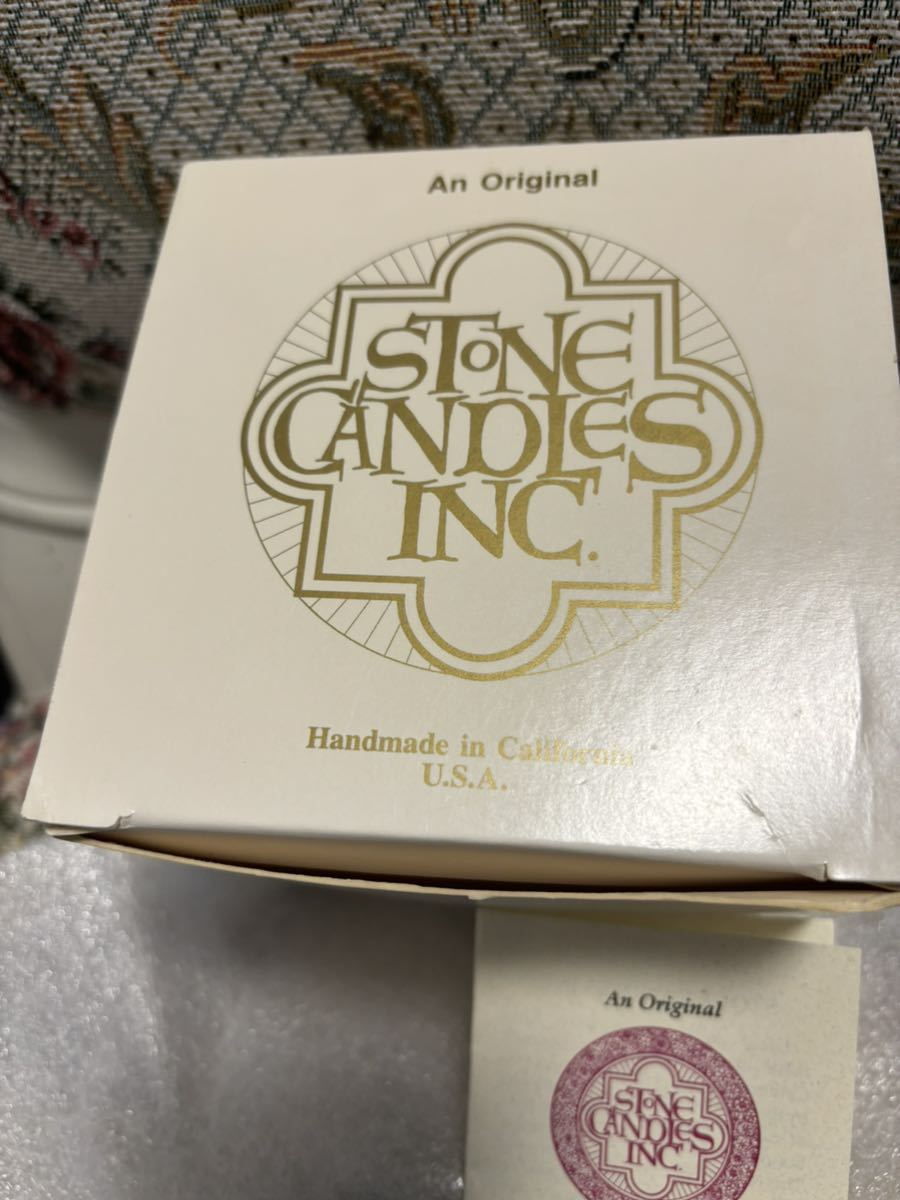 An Original
STONE
CANDLES
INC.
Handmade in California
U.S.A.
An Original
STONE
CANDLES
INC.